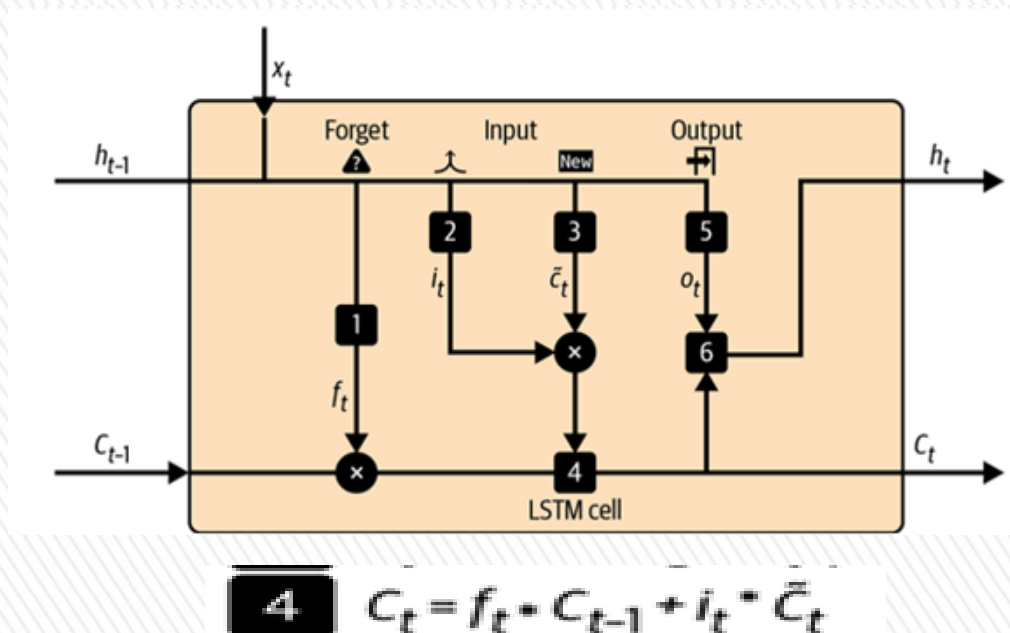 xₜ
Forget Input Output
hₜ₋₁ ? New hₜ
2 3 5
iₜ c̃ₜ oₜ
1 × 6
fₜ
Cₜ₋₁ × 4 Cₜ
LSTM cell
4 Cₜ = fₜ * Cₜ₋₁ + iₜ * C̃ₜ